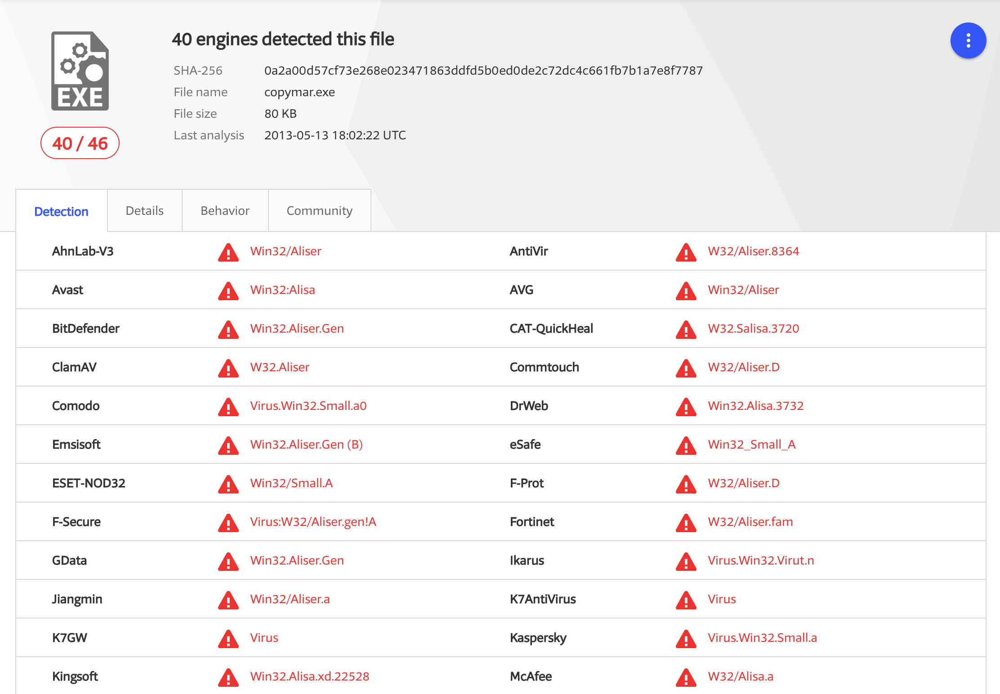 40 engines detected this file
EXE
SHA-256 0a2a00d57cf73e268e023471863ddfd5b0ed0de2c72dc4c661fb7b1a7e8f7787
File name copymar.exe
File size 80 KB
40 / 46
Last analysis 2013-05-13 18:02:22 UTC
Detection Details Behavior Community
AhnLab-V3 Win32/Aliser AntiVir W32/Aliser.8364
Avast Win32:Alisa AVG Win32/Aliser
BitDefender Win32.Aliser.Gen CAT-QuickHeal W32.Salisa.3720
ClamAV W32.Aliser Commtouch W32/Aliser.D
Comodo Virus.Win32.Small.a0 DrWeb Win32.Alisa.3732
Emsisoft Win32.Aliser.Gen (B) eSafe Win32_Small_A
ESET-NOD32 Win32/Small.A F-Prot W32/Aliser.D
F-Secure Virus:W32/Aliser.gen!A Fortinet W32/Aliser.fam
GData Win32.Aliser.Gen Ikarus Virus.Win32.Virut.n
Jiangmin Win32/Aliser.a K7AntiVirus Virus
K7GW Virus Kaspersky Virus.Win32.Small.a
Kingsoft Win32.Alisa.xd.22528 McAfee W32/Alisa.a